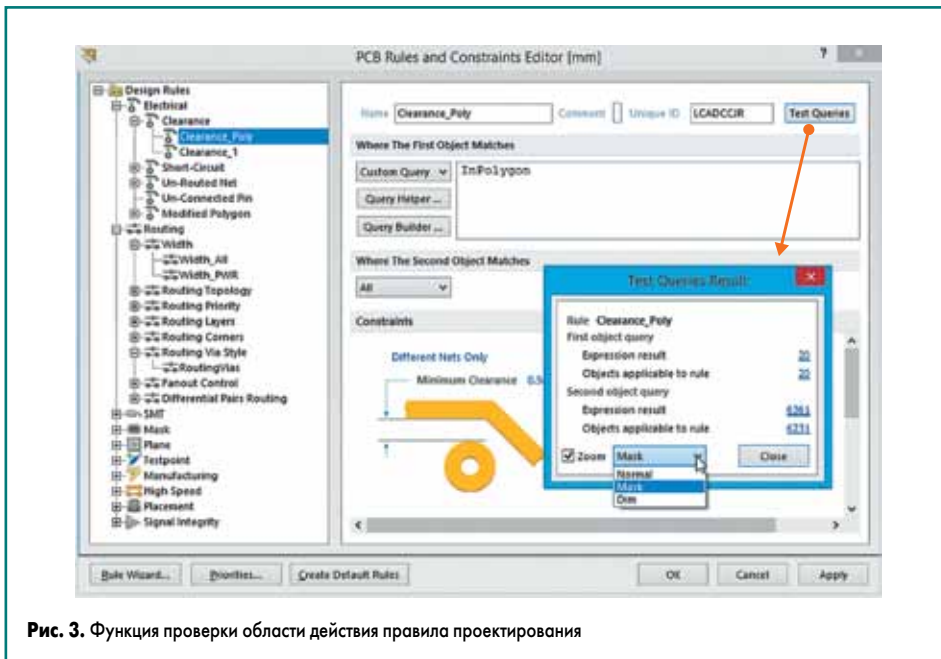 PCB Rules and Constraints Editor [mm]
?
Design Rules
Electrical
Clearance
Clearance_Poly
Clearance_1
Short-Circuit
Un-Routed Net
Un-Connected Pin
Modified Polygon
Routing
Width
Width_All
Width_PWR
Routing Topology
Routing Priority
Routing Layers
Routing Corners
Routing Via Style
RoutingVias
Fanout Control
Differential Pairs Routing
SMT
Mask
Plane
Testpoint
Manufacturing
High Speed
Placement
Signal Integrity
Name Clearance_Poly Comment Unique ID LCADCCJR Test Queries
Where The First Object Matches
Custom Query InPolygon
Query Helper ...
Query Builder ...
Where The Second Object Matches
All
Constraints
Different Nets Only
Minimum Clearance
Test Queries Result
Rule Clearance_Poly
First object query
Expression result 20
Objects applicable to rule 20
Second object query
Expression result 6261
Objects applicable to rule 6231
Zoom Mask Close
Normal
Mask
Dim
Rule Wizard... Priorities... Create Default Rules OK Cancel Apply
Рис. 3. Функция проверки области действия правила проектирования